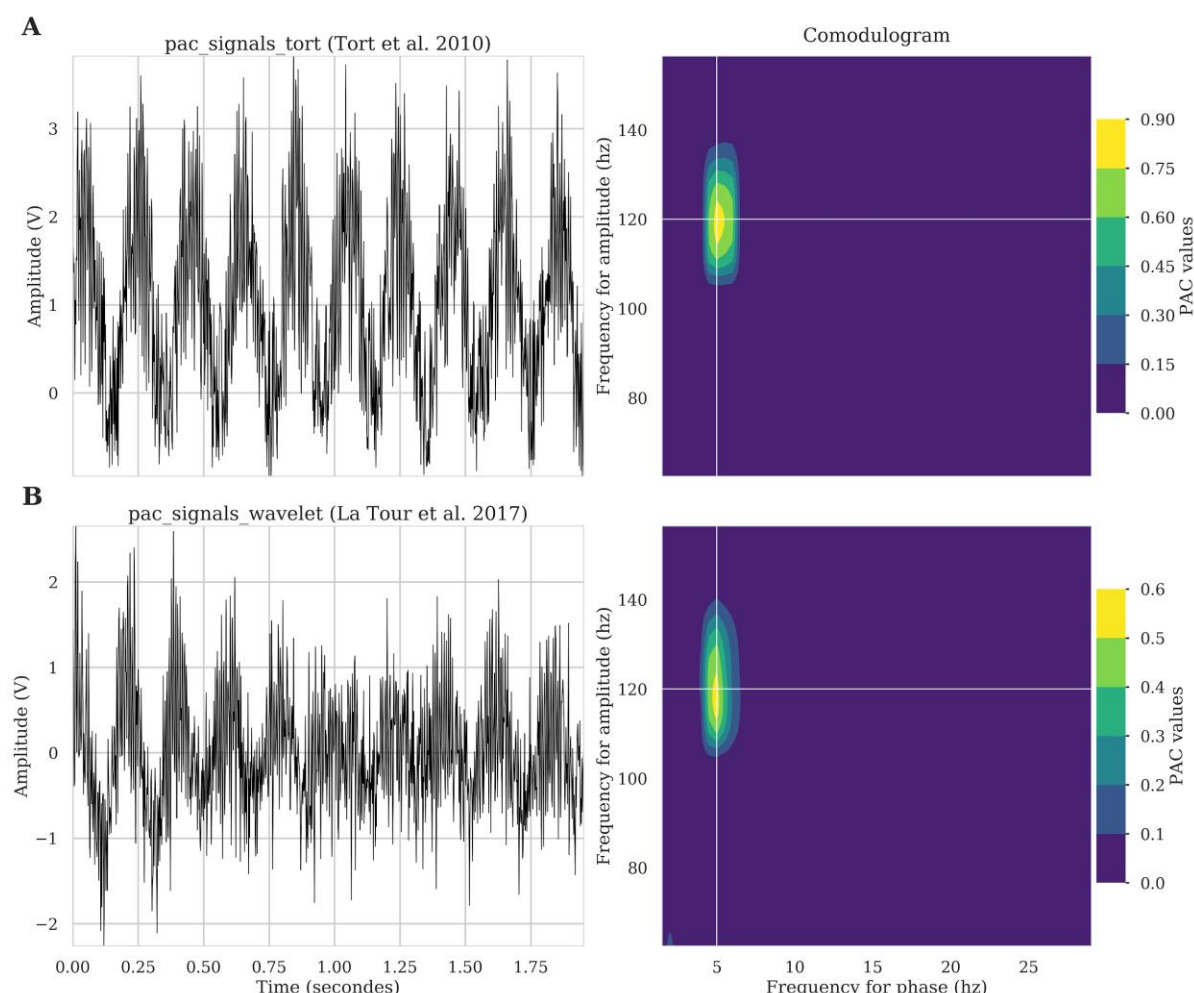 A
pac_signals_tort (Tort et al. 2010)
3
2
1
0
Amplitude (V)
Comodulogram
140
120
100
80
Frequency for amplitude (hz)
0.90
0.75
0.60
0.45
0.30
0.15
0.00
PAC values
B
pac_signals_wavelet (La Tour et al. 2017)
2
1
0
−1
−2
Amplitude (V)
0.00 0.25 0.50 0.75 1.00 1.25 1.50 1.75
Time (secondes)
140
120
100
80
Frequency for amplitude (hz)
5 10 15 20 25
Frequency for phase (hz)
0.6
0.5
0.4
0.3
0.2
0.1
0.0
PAC values